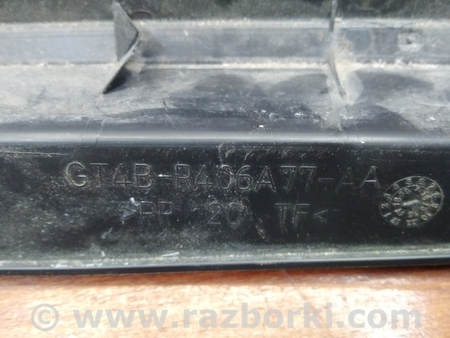 GT4B-R406A77-AA
>PP 20 TF<
© www.razborki.com